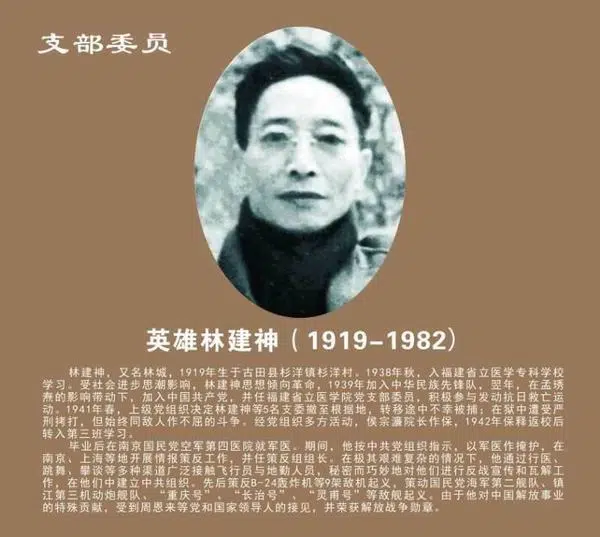 支部委员
英雄林建神（1919-1982）
林建神，又名林城，1919年生于古田县杉洋镇杉洋村。1938年秋，入福建省立医学专科学校
学习。受社会进步思潮影响，林建神思想倾向革命，1939年加入中华民族先锋队，翌年，在孟琇
焘的影响带动下，加入中国共产党，并任福建省立医学院党支部委员，积极参与发动抗日救亡运
动。1941年春，上级党组织决定林建神等5名支委撤至根据地，转移途中不幸被捕；在狱中遭受严
刑拷打，但始终同敌人作不屈的斗争。经党组织多方活动，侯宗濂院长作保，1942年保释返校后
转入第三班学习。
毕业后在南京国民党空军第四医院就军医。期间，他按中共党组织指示，以军医作掩护，在
南京、上海等地开展情报策反工作，并任策反组组长。在极其艰难复杂的情况下，他通过行医、
跳舞、攀谈等多种渠道广泛接触飞行员与地勤人员，秘密而巧妙地对他们进行反战宣传和瓦解工
作，在他们中建立中共组织。先后策反B-24轰炸机等9架敌机起义，策动国民党海军第二舰队、镇
江第三机动炮舰队、“重庆号”、“长治号”、“灵甫号”等敌舰起义。由于他对中国解放事业
的特殊贡献，受到周恩来等党和国家领导人的接见，并荣获解放战争勋章。